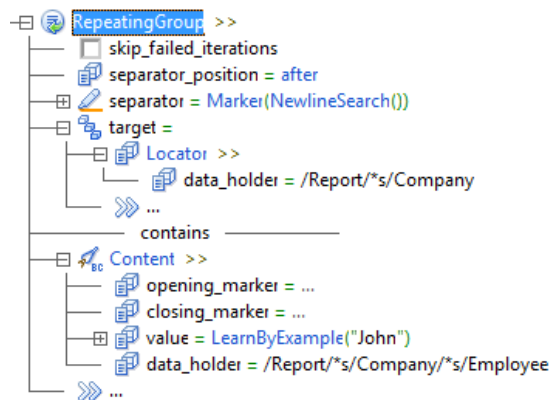 RepeatingGroup >>
skip_failed_iterations
separator_position = after
separator = Marker(NewlineSearch())
target =
Locator >>
data_holder = /Report/*s/Company
...
contains
Content >>
opening_marker = ...
closing_marker = ...
value = LearnByExample("John")
data_holder = /Report/*s/Company/*s/Employee
...